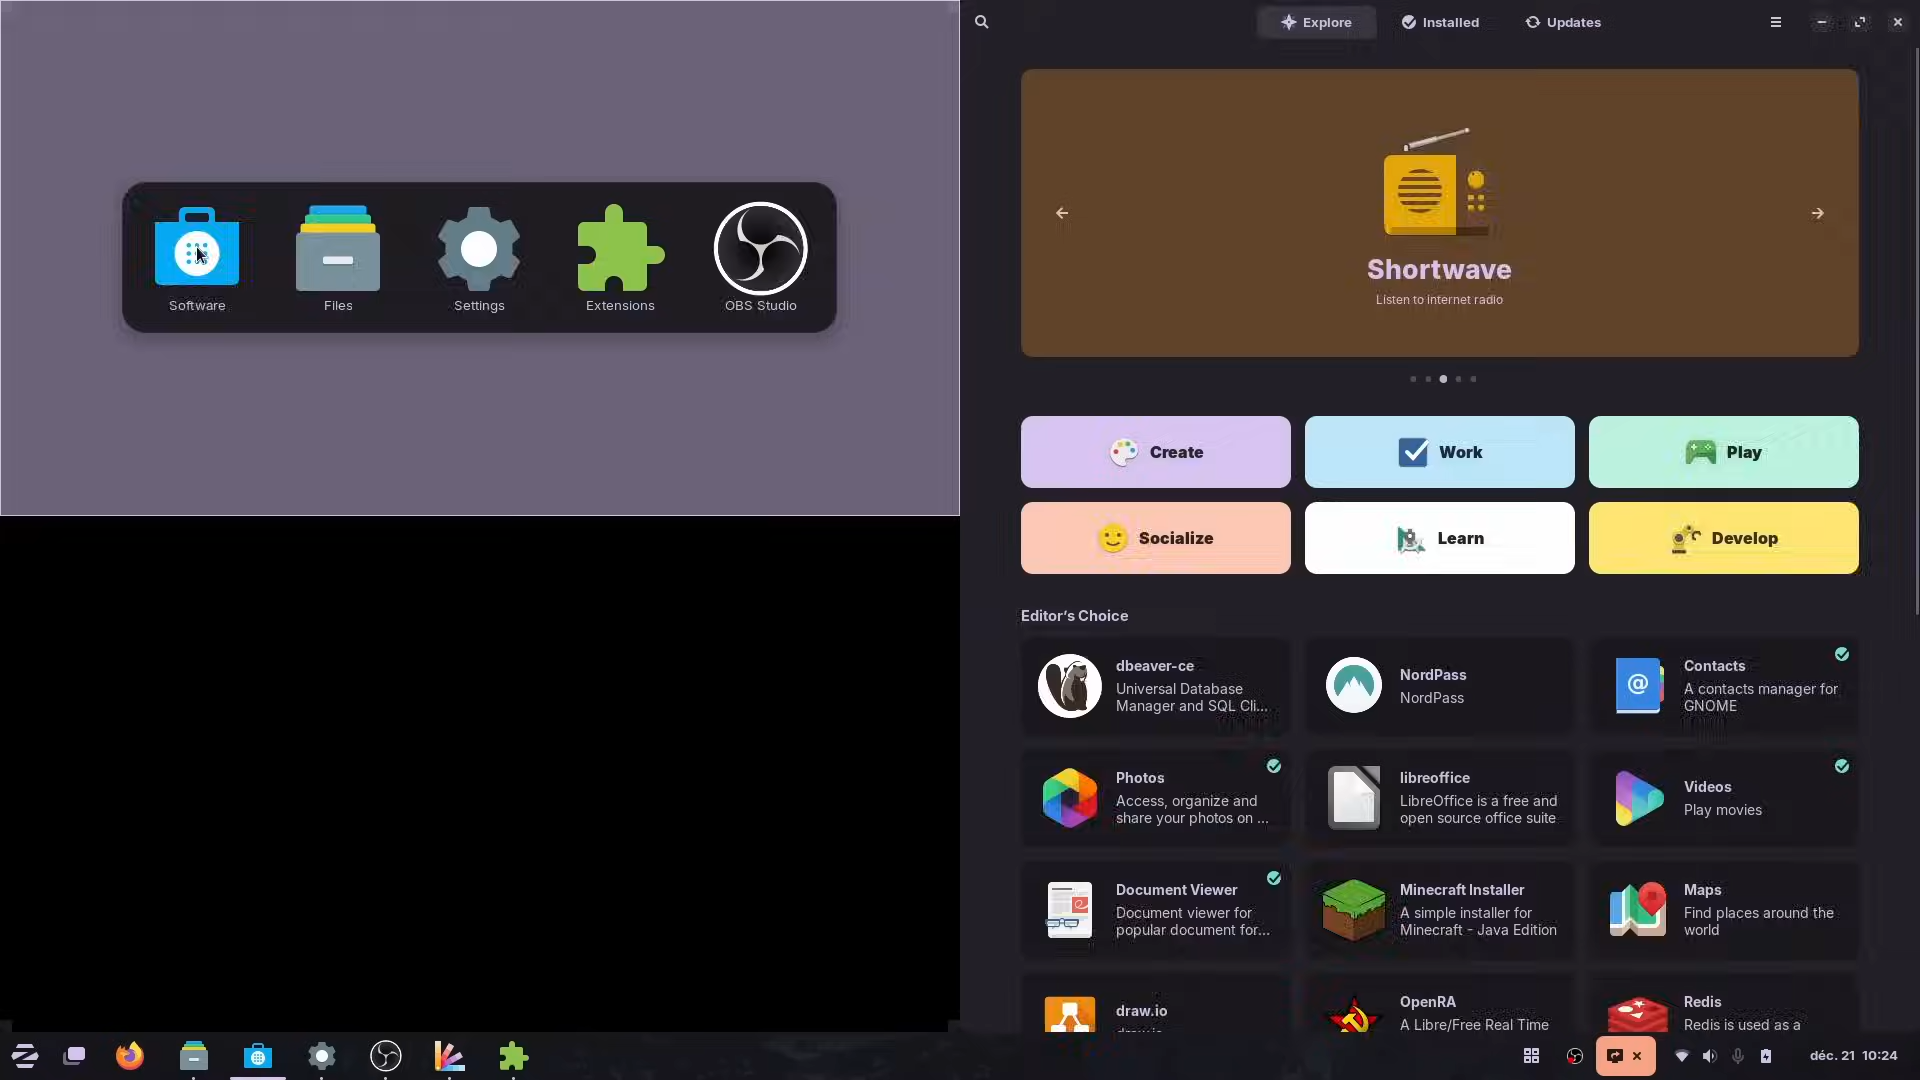 Software
Files
Settings
Extensions
OBS Studio
Explore
Installed
Updates
Shortwave
Listen to internet radio
Create
Work
Play
Socialize
Learn
Develop
Editor's Choice
dbeaver-ce
Universal Database
Manager and SQL Cli...
NordPass
NordPass
Contacts
A contacts manager for
GNOME
Photos
Access, organize and
share your photos on ...
libreoffice
LibreOffice is a free and
open source office suite
Videos
Play movies
Document Viewer
Document viewer for
popular document for...
Minecraft Installer
A simple installer for
Minecraft - Java Edition
Maps
Find places around the
world
draw.io
OpenRA
A Libre/Free Real Time
Redis
Redis is used as a
déc. 21 10:24